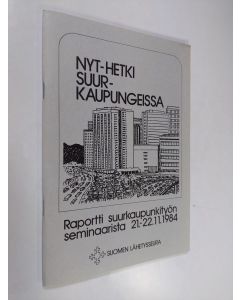 NYT-HETKI
SUUR-
KAUPUNGEISSA
Raportti suurkaupunkityön
seminaarista 21.-22.11.1984
SUOMEN LÄHETYSSEURA